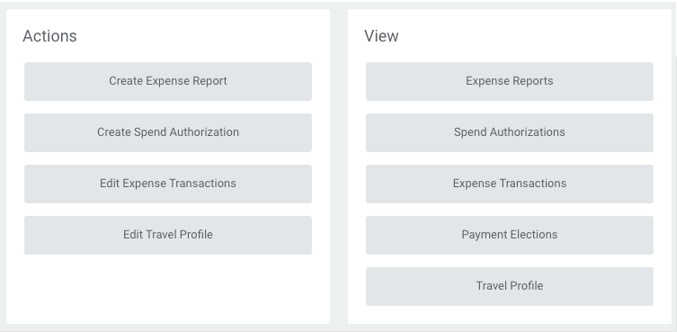 Actions
Create Expense Report
Create Spend Authorization
Edit Expense Transactions
Edit Travel Profile
View
Expense Reports
Spend Authorizations
Expense Transactions
Payment Elections
Travel Profile